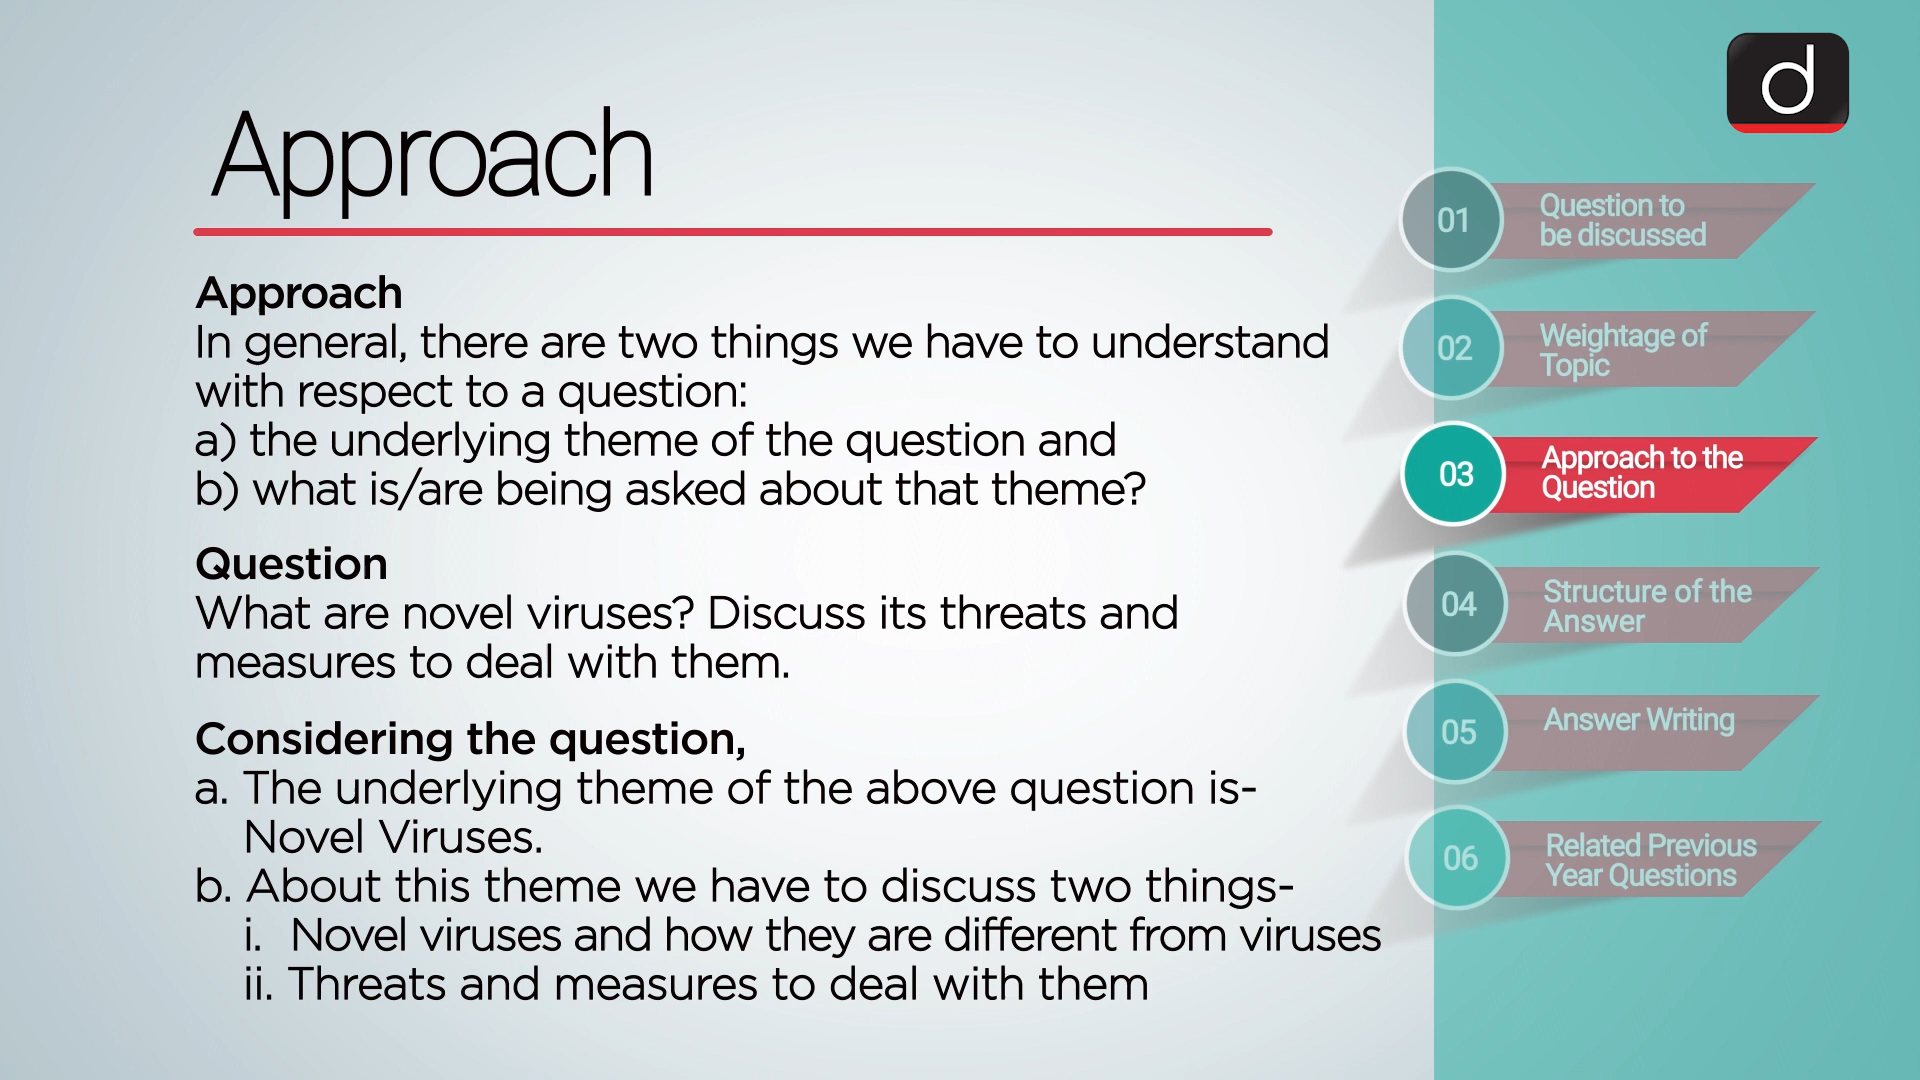 Approach
Approach
In general, there are two things we have to understand
with respect to a question:
a) the underlying theme of the question and
b) what is/are being asked about that theme?
Question
What are novel viruses? Discuss its threats and
measures to deal with them.
Considering the question,
a. The underlying theme of the above question is-
Novel Viruses.
b. About this theme we have to discuss two things-
i. Novel viruses and how they are different from viruses
ii. Threats and measures to deal with them
d
01
Question to
be discussed
02
Weightage of
Topic
03
Approach to the
Question
04
Structure of the
Answer
05
Answer Writing
06
Related Previous
Year Questions